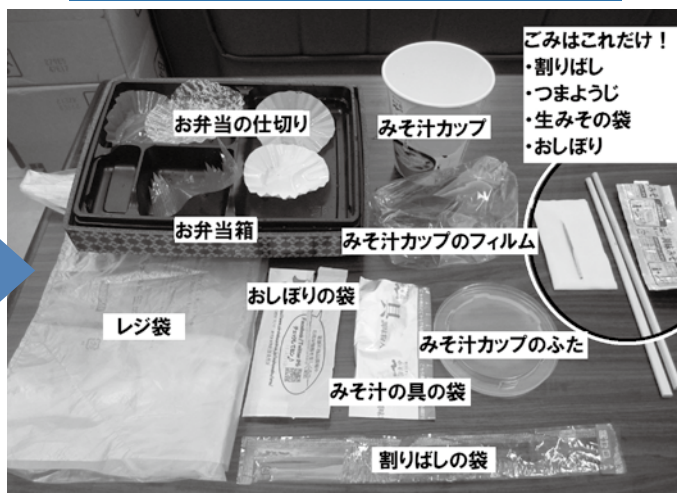 ごみはこれだけ！
・割りばし
・つまようじ
・生みその袋
・おしぼり
お弁当の仕切り
みそ汁カップ
お弁当箱
みそ汁カップのフィルム
おしぼりの袋
レジ袋
みそ汁カップのふた
みそ汁の具の袋
割りばしの袋